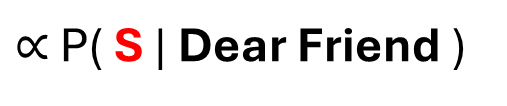 ∝ P( S | Dear Friend )